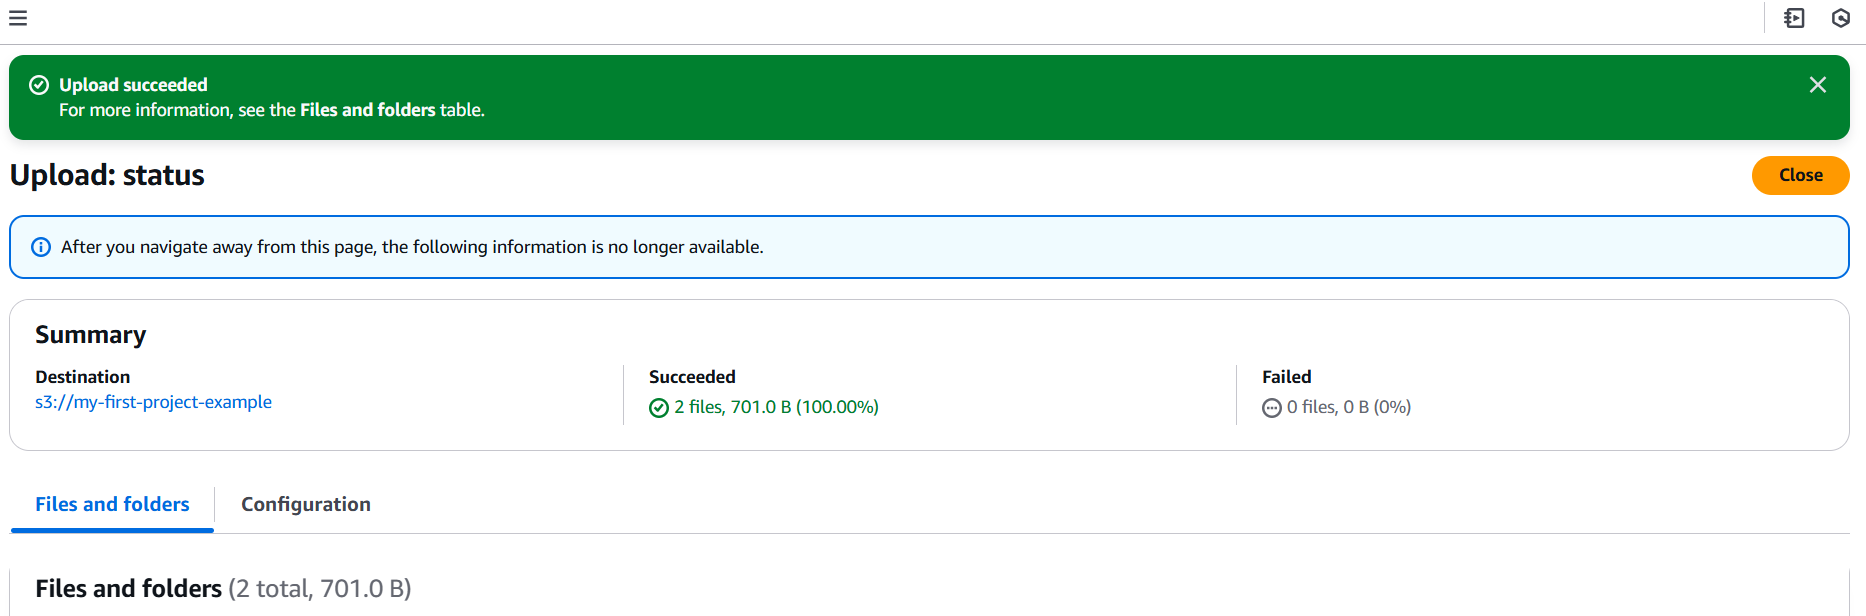 Upload succeeded
For more information, see the Files and folders table.
Upload: status
Close
After you navigate away from this page, the following information is no longer available.
Summary
Destination
s3://my-first-project-example
Succeeded
2 files, 701.0 B (100.00%)
Failed
0 files, 0 B (0%)
Files and folders
Configuration
Files and folders (2 total, 701.0 B)